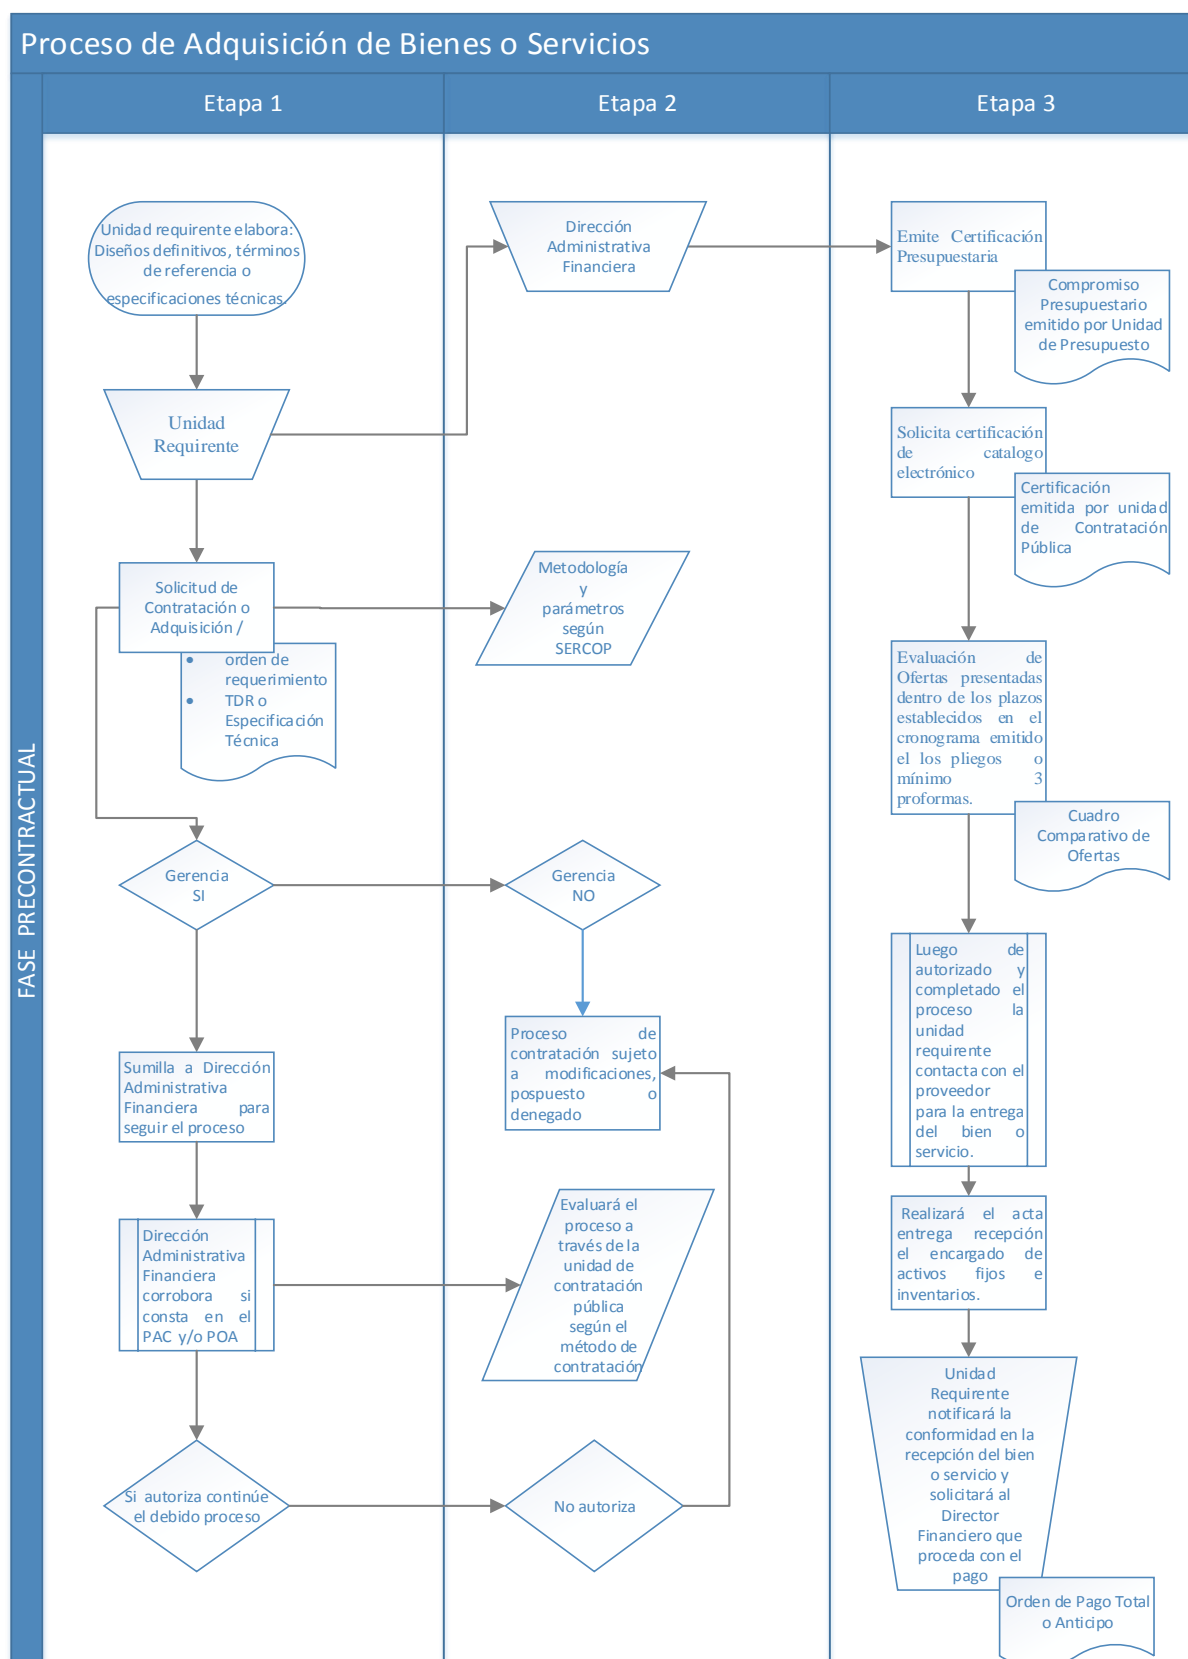 Proceso de Adquisición de Bienes o Servicios
Etapa 1
Etapa 2
Etapa 3
FASE PRECONTRACTUAL
Unidad requirente elabora:
Diseños definitivos, términos
de referencia o
especificaciones técnicas.
Unidad
Requirente
Solicitud de
Contratación o
Adquisición /
orden de
requerimiento
TDR o
Especificación
Técnica
Gerencia
SI
Sumilla a Dirección
Administrativa
Financiera para
seguir el proceso
Dirección
Administrativa
Financiera
corrobora si
consta en el
PAC y/o POA
Si autoriza continúe
el debido proceso
Dirección
Administrativa
Financiera
Metodología
y
parámetros
según
SERCOP
Gerencia
NO
Proceso de
contratación sujeto
a modificaciones,
pospuesto o
denegado
Evaluará el
proceso a
través de la
unidad de
contratación
pública
según el
método de
contratación
No autoriza
Emite Certificación
Presupuestaria
Compromiso
Presupuestario
emitido por Unidad
de Presupuesto
Solicita certificación
de catalogo
electrónico
Certificación
emitida por unidad
de Contratación
Pública
Evaluación de
Ofertas presentadas
dentro de los plazos
establecidos en el
cronograma emitido
el los pliegos o
mínimo 3
proformas.
Cuadro
Comparativo de
Ofertas
Luego de
autorizado y
completado el
proceso la
unidad
requirente
contacta con el
proveedor
para la entrega
del bien o
servicio.
Realizará el acta
entrega recepción
el encargado de
activos fijos e
inventarios.
Unidad
Requirente
notificará la
conformidad en la
recepción del bien
o servicio y
solicitará al
Director
Financiero que
proceda con el
pago
Orden de Pago Total
o Anticipo